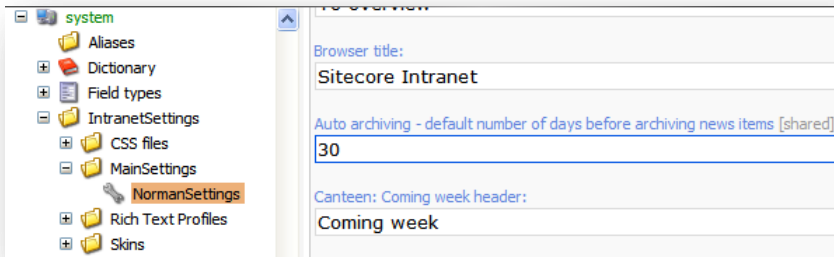 system
Aliases
Dictionary
Field types
IntranetSettings
CSS files
MainSettings
NormanSettings
Rich Text Profiles
Skins
Browser title:
Sitecore Intranet
Auto archiving - default number of days before archiving news items [shared]
30
Canteen: Coming week header:
Coming week